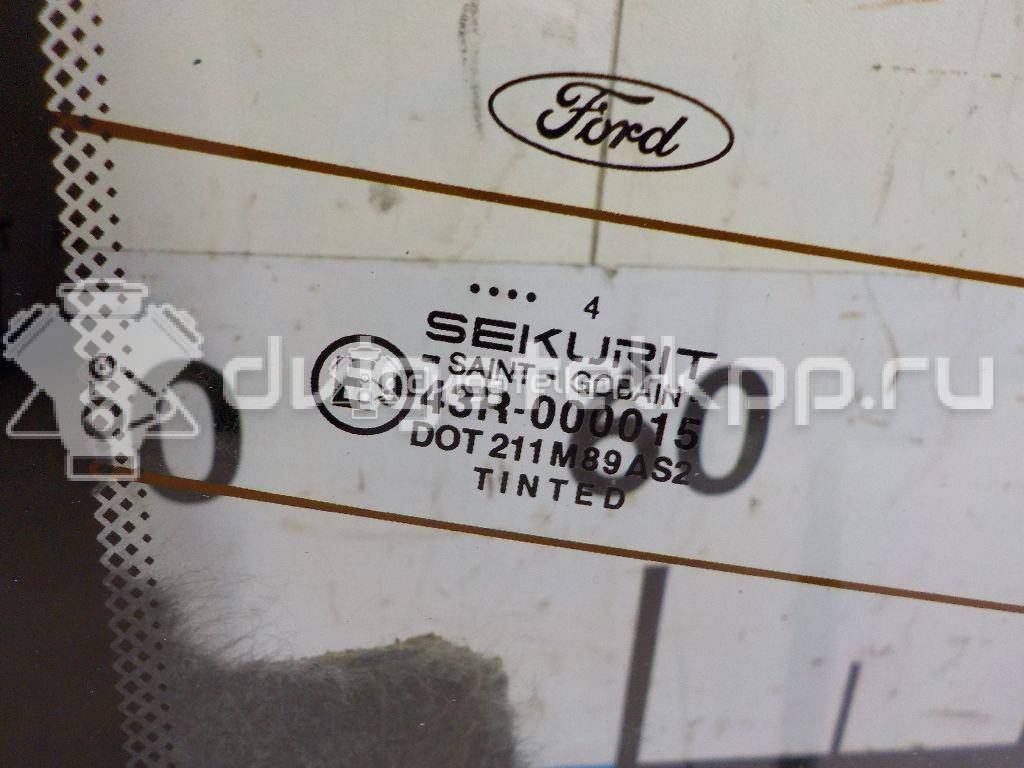 Ford
.... 4
SEKURIT
- SAINT - GOBAIN -
43R-000015
DOT 211 M89 AS2
TINTED